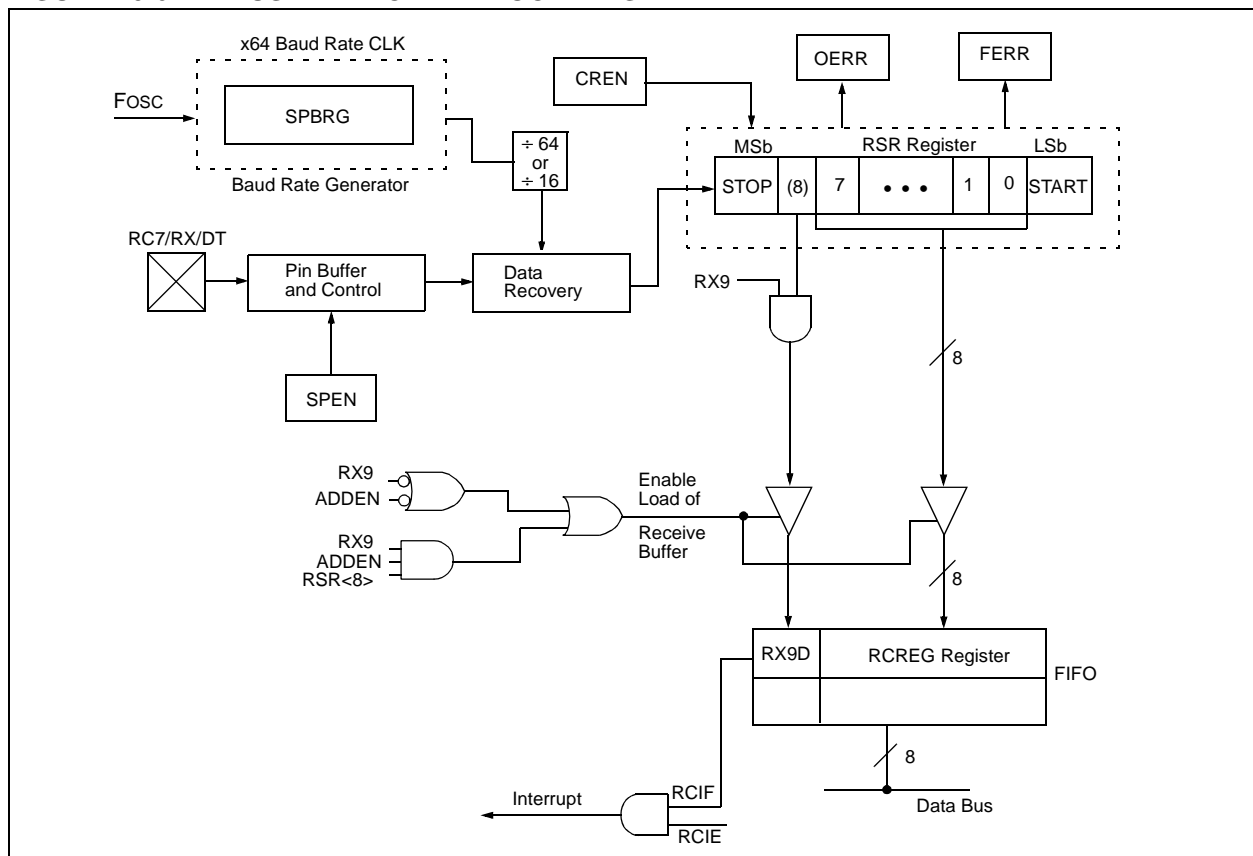 x64 Baud Rate CLK
FOSC
SPBRG
Baud Rate Generator
÷ 64
or
÷ 16
CREN
OERR
FERR
MSb
RSR Register
LSb
STOP
(8)
7
• • •
1
0
START
RC7/RX/DT
Pin Buffer
and Control
Data
Recovery
SPEN
RX9
8
RX9
ADDEN
RX9
ADDEN
RSR<8>
Enable
Load of
Receive
Buffer
8
RX9D
RCREG Register
FIFO
8
Data Bus
Interrupt
RCIF
RCIE